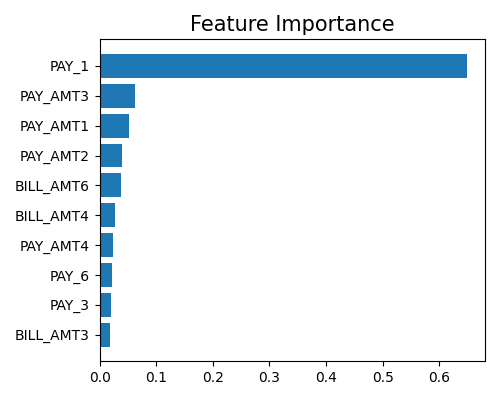 Feature Importance
PAY_1
PAY_AMT3
PAY_AMT1
PAY_AMT2
BILL_AMT6
BILL_AMT4
PAY_AMT4
PAY_6
PAY_3
BILL_AMT3
0.0 0.1 0.2 0.3 0.4 0.5 0.6